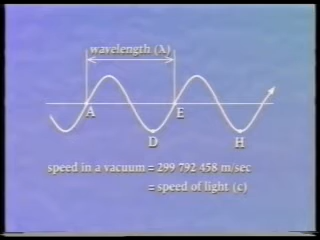 wavelength (λ)
A
E
D
H
speed in a vacuum = 299 792 458 m/sec
= speed of light (c)